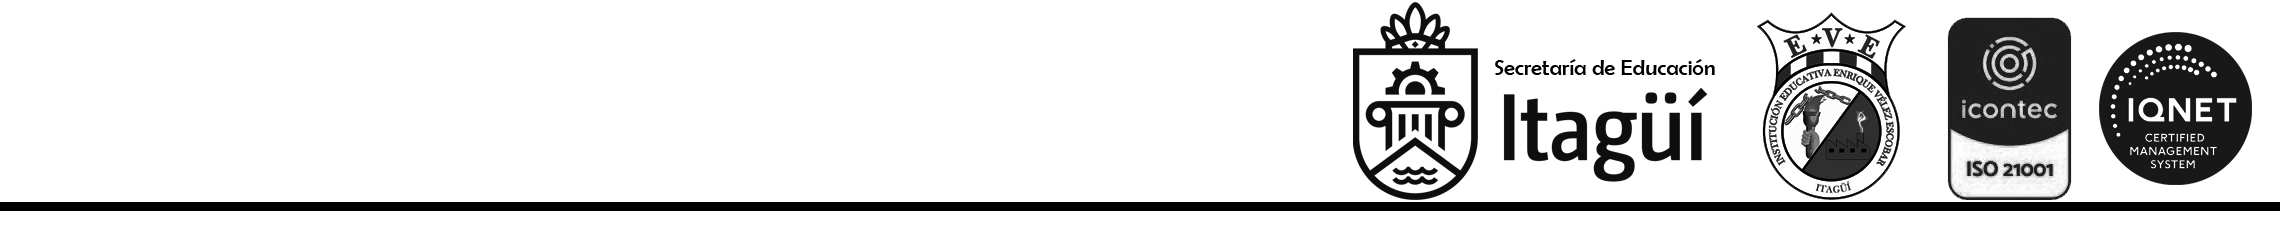 Secretaría de Educación
Itagüí
E★V★E
INSTITUCIÓN EDUCATIVA ENRIQUE VÉLEZ ESCOBAR
ITAGÜÍ
icontec
ISO 21001
IQNET
CERTIFIED
MANAGEMENT
SYSTEM